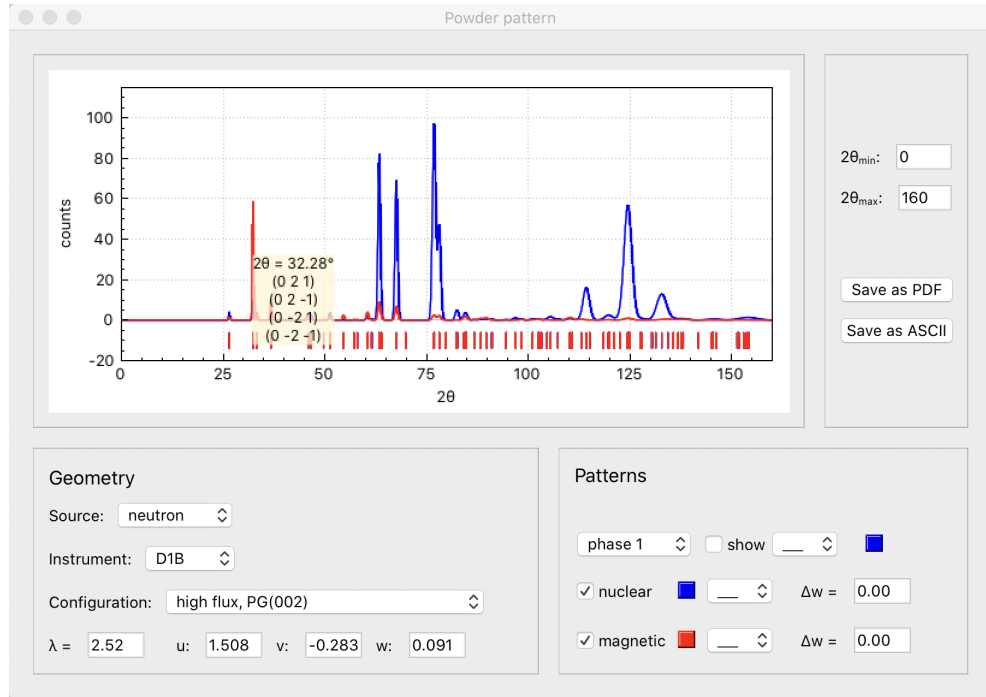 Powder pattern
100
80
60
40
20
0
-20
counts
2θ = 32.28°
(0 2 1)
(0 2 -1)
(0 -2 1)
(0 -2 -1)
0 25 50 75 100 125 150
2θ
2θmin: 0
2θmax: 160
Save as PDF
Save as ASCII
Geometry
Source: neutron
Instrument: D1B
Configuration: high flux, PG(002)
λ = 2.52 u: 1.508 v: -0.283 w: 0.091
Patterns
phase 1 show
nuclear Δw = 0.00
magnetic Δw = 0.00